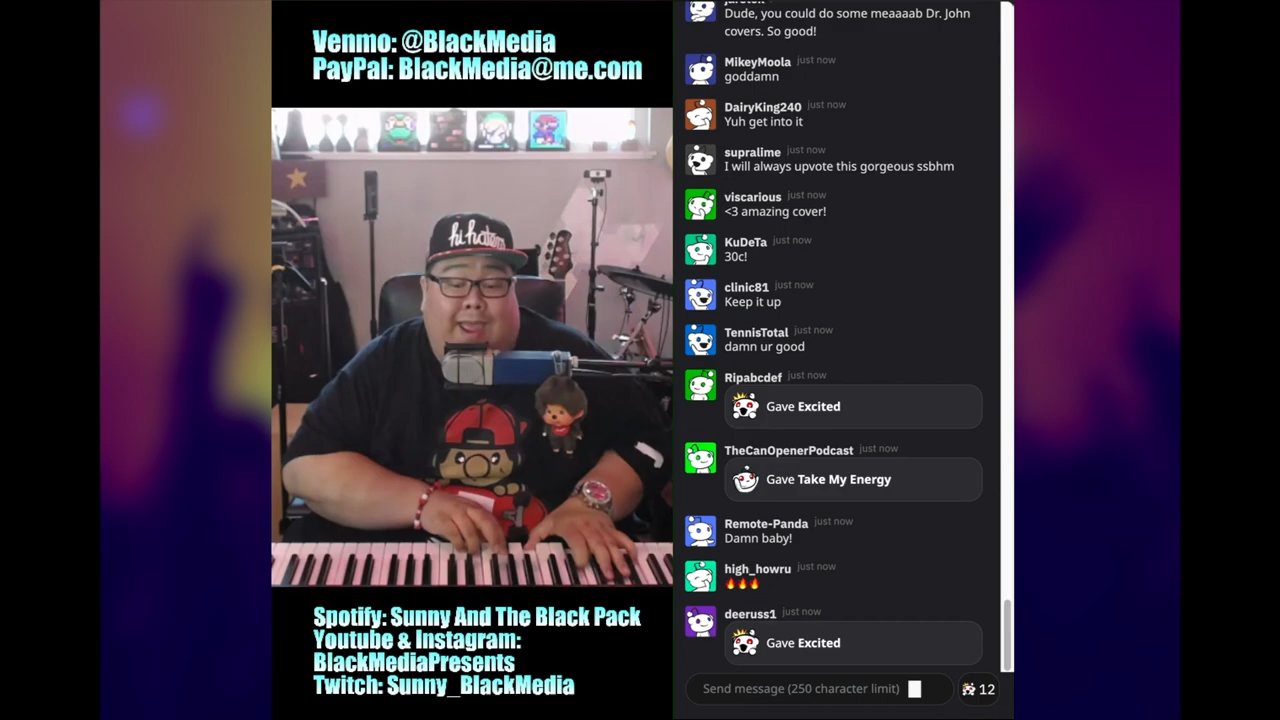 Venmo: @BlackMedia
PayPal: BlackMedia@me.com
hi haters
Spotify: Sunny And The Black Pack
Youtube & Instagram:
BlackMediaPresents
Twitch: Sunny_BlackMedia
Dude, you could do some meaaaab Dr. John
covers. So good!
MikeyMoola just now
goddamn
DairyKing240 just now
Yuh get into it
supralime just now
I will always upvote this gorgeous ssbhm
viscarious just now
<3 amazing cover!
KuDeTa just now
30c!
clinic81 just now
Keep it up
TennisTotal just now
damn ur good
Ripabcdef just now
Gave Excited
TheCanOpenerPodcast just now
Gave Take My Energy
Remote-Panda just now
Damn baby!
high_howru just now
🔥🔥🔥
deeruss1 just now
Gave Excited
Send message (250 character limit)
12